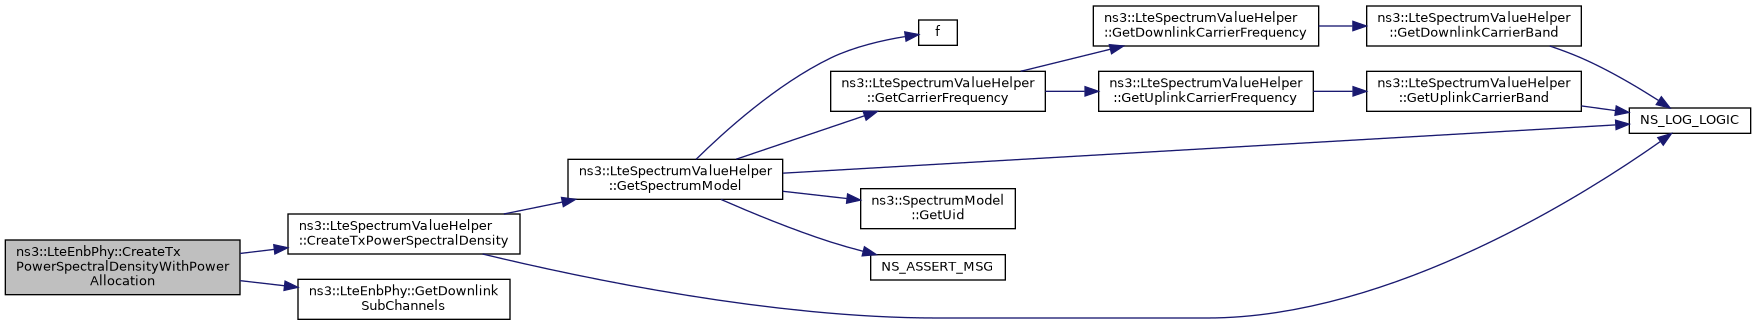 ns3::LteEnbPhy::CreateTx
PowerSpectralDensityWithPower
Allocation
ns3::LteSpectrumValueHelper
::CreateTxPowerSpectralDensity
ns3::LteEnbPhy::GetDownlink
SubChannels
ns3::LteSpectrumValueHelper
::GetSpectrumModel
f
ns3::LteSpectrumValueHelper
::GetCarrierFrequency
ns3::SpectrumModel
::GetUid
NS_ASSERT_MSG
ns3::LteSpectrumValueHelper
::GetDownlinkCarrierFrequency
ns3::LteSpectrumValueHelper
::GetUplinkCarrierFrequency
ns3::LteSpectrumValueHelper
::GetDownlinkCarrierBand
ns3::LteSpectrumValueHelper
::GetUplinkCarrierBand
NS_LOG_LOGIC